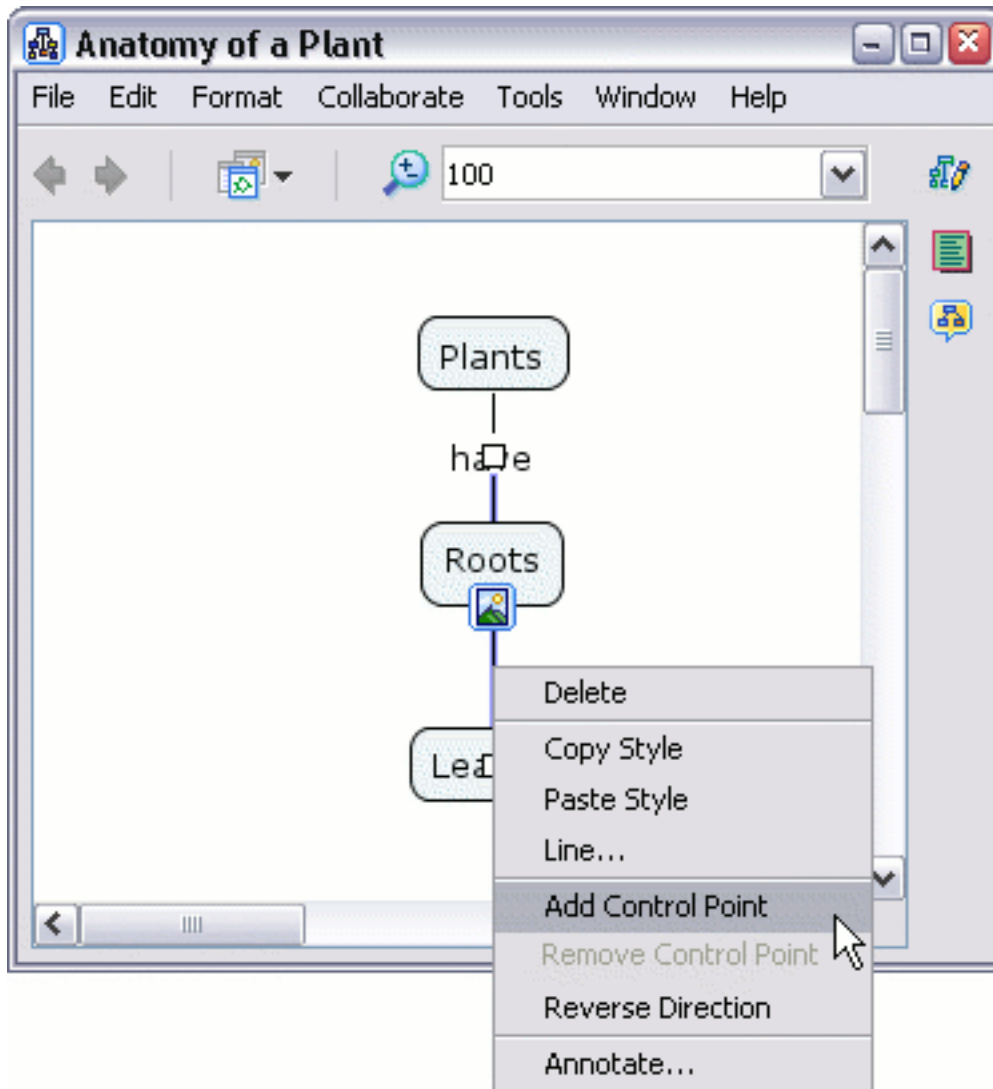 Anatomy of a Plant
File Edit Format Collaborate Tools Window Help
100
Plants
have
Roots
Delete
Copy Style
Paste Style
Line...
Add Control Point
Remove Control Point
Reverse Direction
Annotate...